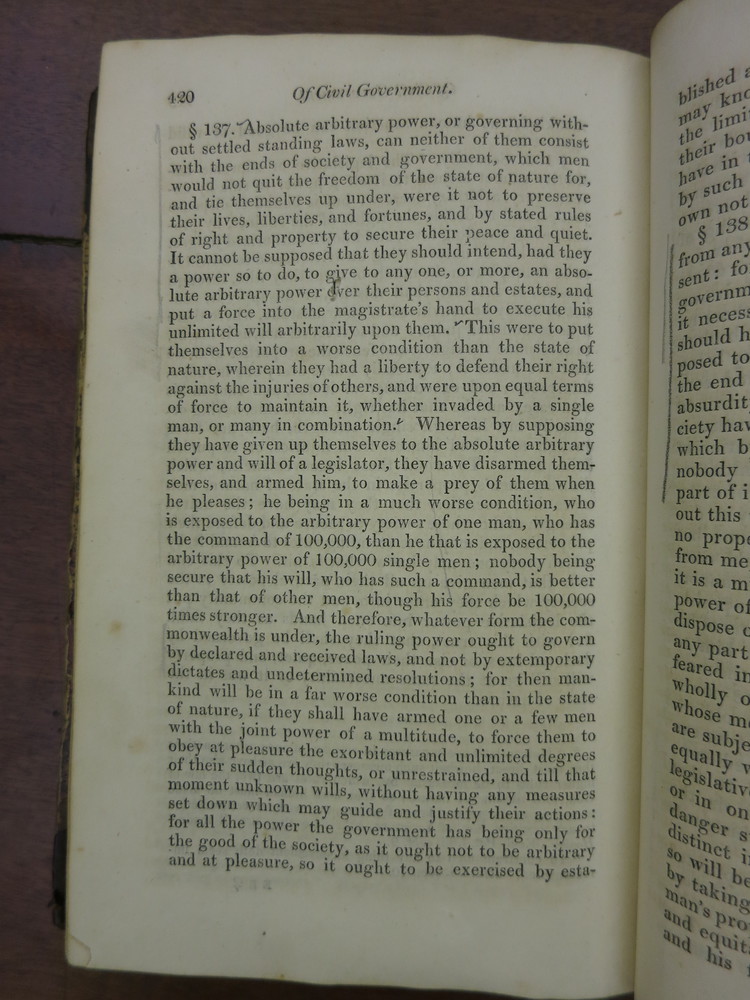 420
Of Civil Government.
§ 137. Absolute arbitrary power, or governing with-
out settled standing laws, can neither of them consist
with the ends of society and government, which men
would not quit the freedom of the state of nature for,
and tie themselves up under, were it not to preserve
their lives, liberties, and fortunes, and by stated rules
of right and property to secure their peace and quiet.
It cannot be supposed that they should intend, had they
a power so to do, to give to any one, or more, an abso-
lute arbitrary power over their persons and estates, and
put a force into the magistrate's hand to execute his
unlimited will arbitrarily upon them. This were to put
themselves into a worse condition than the state of
nature, wherein they had a liberty to defend their right
against the injuries of others, and were upon equal terms
of force to maintain it, whether invaded by a single
man, or many in combination. Whereas by supposing
they have given up themselves to the absolute arbitrary
power and will of a legislator, they have disarmed them-
selves, and armed him, to make a prey of them when
he pleases; he being in a much worse condition, who
is exposed to the arbitrary power of one man, who has
the command of 100,000, than he that is exposed to the
arbitrary power of 100,000 single men; nobody being
secure that his will, who has such a command, is better
than that of other men, though his force be 100,000
times stronger. And therefore, whatever form the com-
monwealth is under, the ruling power ought to govern
by declared and received laws, and not by extemporary
dictates and undetermined resolutions; for then man-
kind will be in a far worse condition than in the state
of nature, if they shall have armed one or a few men
with the joint power of a multitude, to force them to
obey at pleasure the exorbitant and unlimited degrees
of their sudden thoughts, or unrestrained, and till that
moment unknown wills, without having any measures
set down which may guide and justify their actions:
for all the power the government has being only for
the good of the society, as it ought not to be arbitrary
and at pleasure, so it ought to be exercised by esta-
blished
may
the
their
have in
by such
own not
§ 138
from any
sent: fo
governm
it necess
should h
posed to
the end
absurdit
ciety hav
which b
nobody
part of i
out this
no prope
from me
it is a m
power of
dispose
any part
feared in
wholly
whose
are subje
equally
legislativ
or in on
danger s
distinct i
so will be
by taking
man's pro
and equit
and his